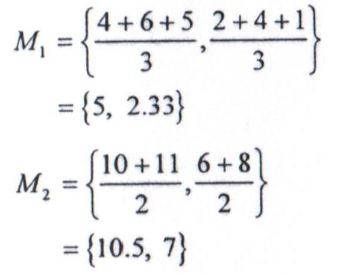 M₁ = {(4+6+5)/3, (2+4+1)/3}
= {5, 2.33}
M₂ = {(10+11)/2, (6+8)/2}
= {10.5, 7}